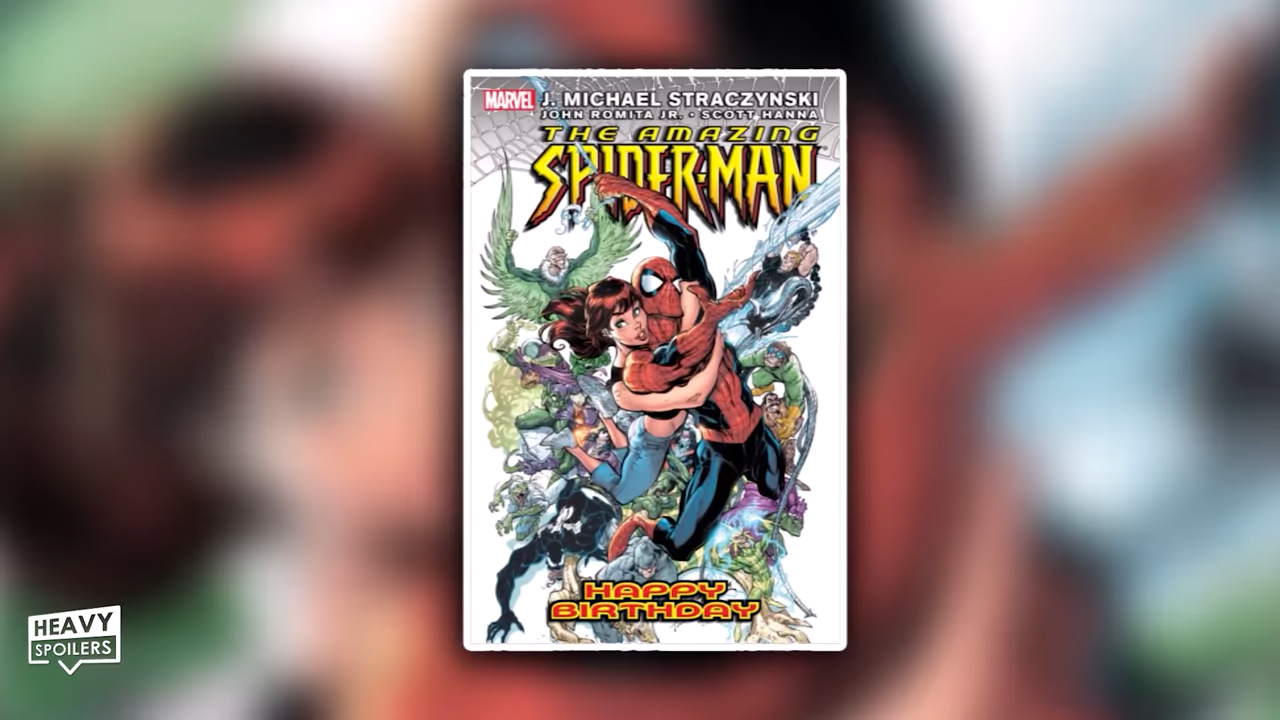 MARVEL
J. MICHAEL STRACZYNSKI
JOHN ROMITA JR. • SCOTT HANNA
THE AMAZING
SPIDER-MAN
HAPPY
BIRTHDAY
HEAVY
SPOILERS